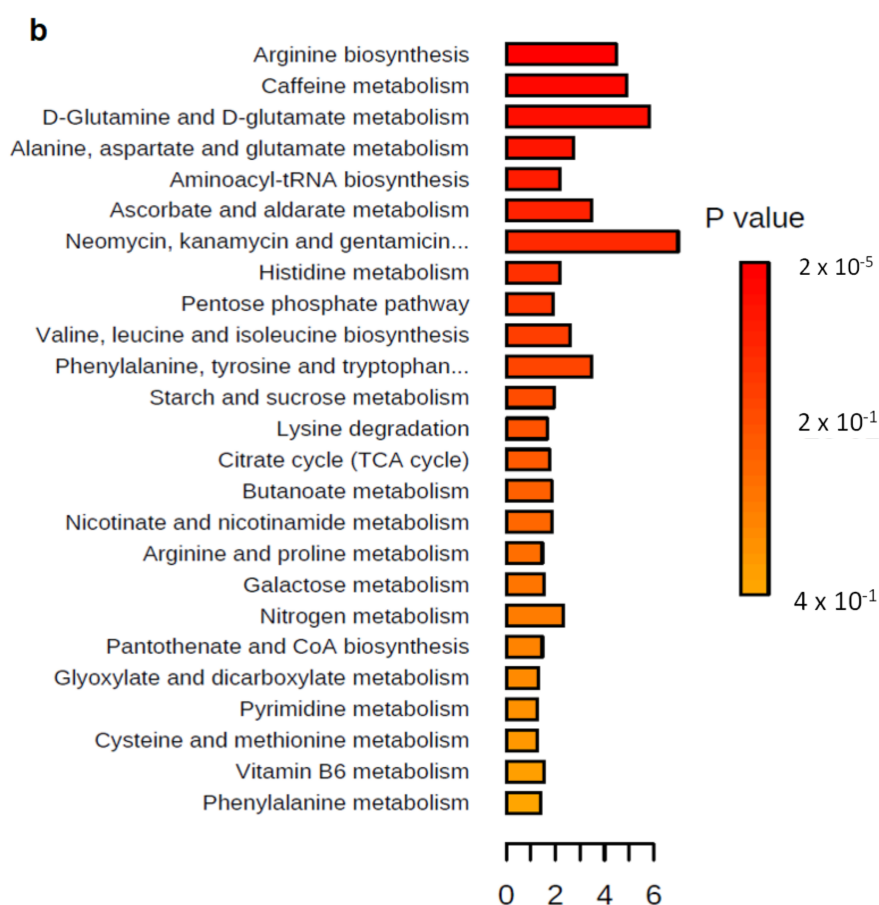 b
Arginine biosynthesis
Caffeine metabolism
D-Glutamine and D-glutamate metabolism
Alanine, aspartate and glutamate metabolism
Aminoacyl-tRNA biosynthesis
Ascorbate and aldarate metabolism
Neomycin, kanamycin and gentamicin...
Histidine metabolism
Pentose phosphate pathway
Valine, leucine and isoleucine biosynthesis
Phenylalanine, tyrosine and tryptophan...
Starch and sucrose metabolism
Lysine degradation
Citrate cycle (TCA cycle)
Butanoate metabolism
Nicotinate and nicotinamide metabolism
Arginine and proline metabolism
Galactose metabolism
Nitrogen metabolism
Pantothenate and CoA biosynthesis
Glyoxylate and dicarboxylate metabolism
Pyrimidine metabolism
Cysteine and methionine metabolism
Vitamin B6 metabolism
Phenylalanine metabolism
0 2 4 6
P value
2 x 10⁻⁵
2 x 10⁻¹
4 x 10⁻¹